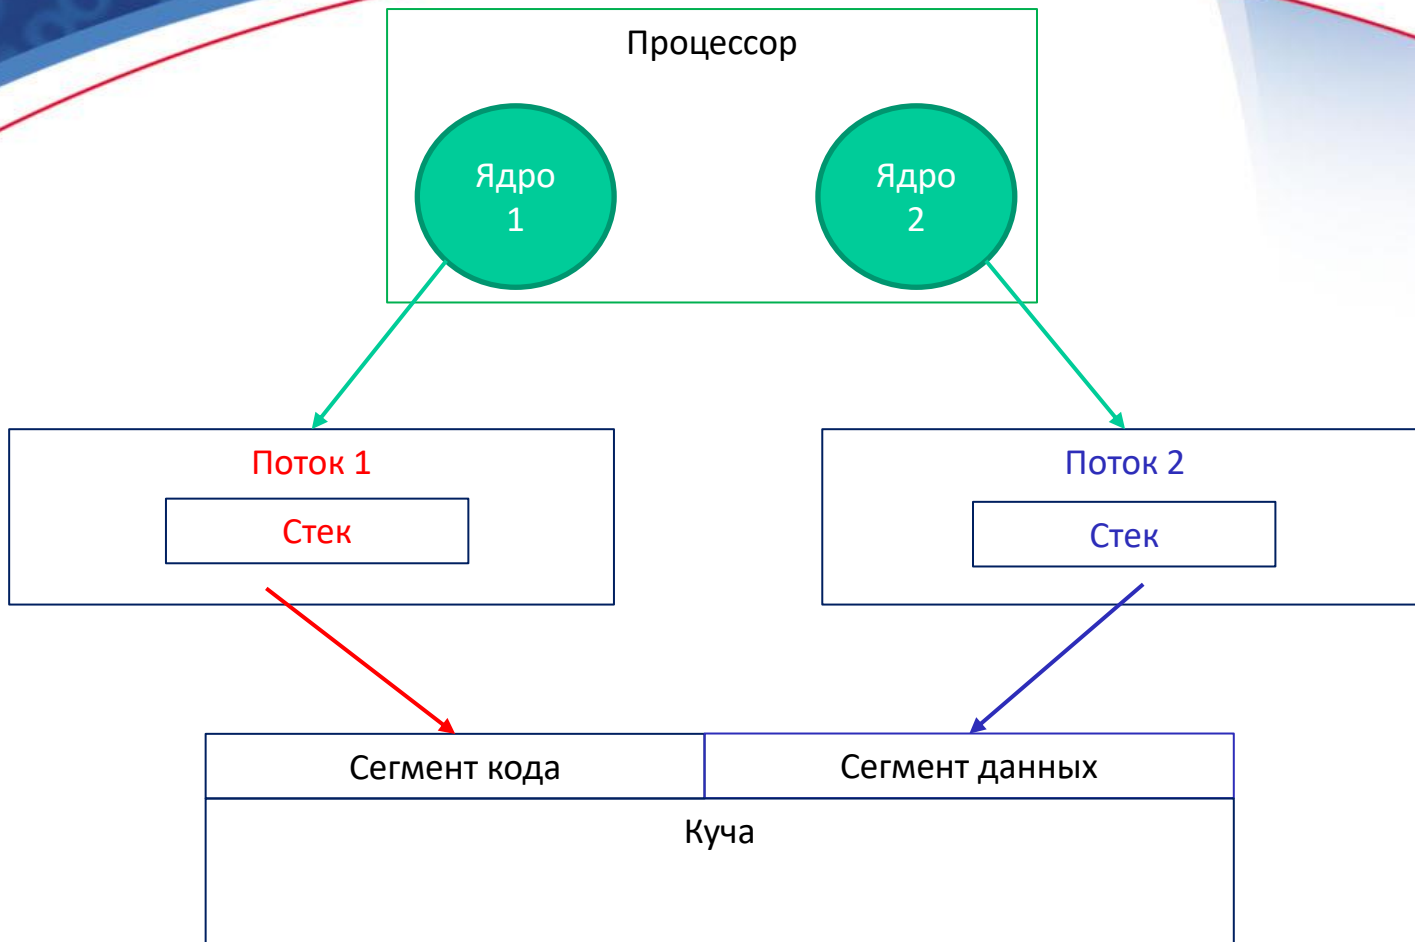 Процессор
Ядро
1
Ядро
2
Поток 1
Поток 2
Стек
Стек
Сегмент кода
Сегмент данных
Куча